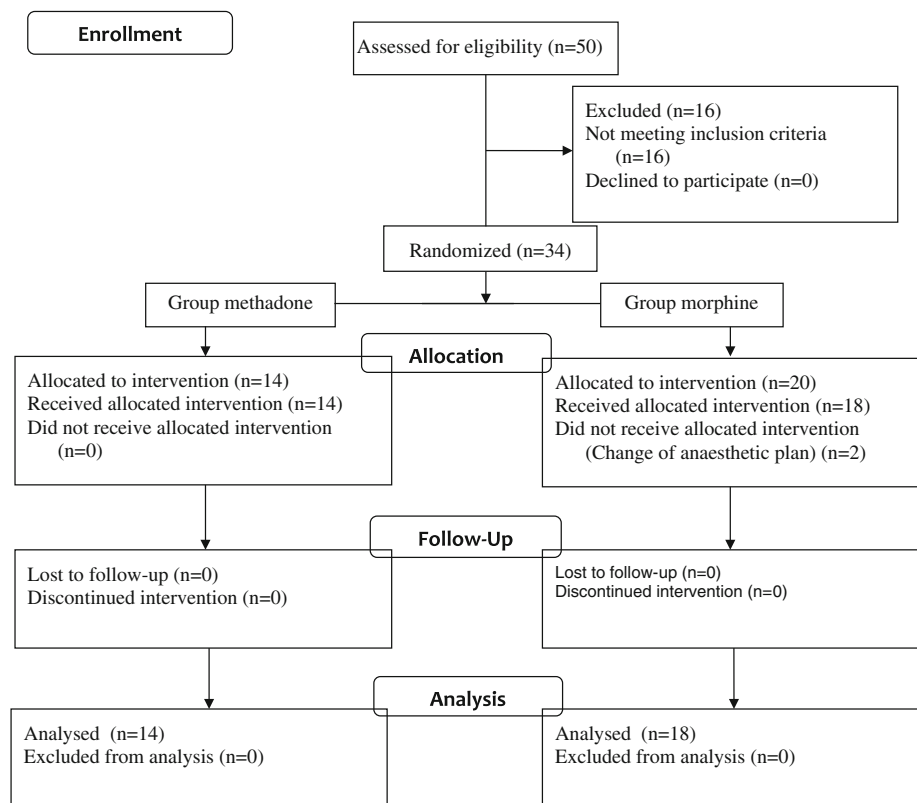 Enrollment
Assessed for eligibility (n=50)
Excluded (n=16)
Not meeting inclusion criteria
(n=16)
Declined to participate (n=0)
Randomized (n=34)
Group methadone
Group morphine
Allocation
Allocated to intervention (n=14)
Received allocated intervention (n=14)
Did not receive allocated intervention
(n=0)
Allocated to intervention (n=20)
Received allocated intervention (n=18)
Did not receive allocated intervention
(Change of anaesthetic plan) (n=2)
Follow-Up
Lost to follow-up (n=0)
Discontinued intervention (n=0)
Lost to follow-up (n=0)
Discontinued intervention (n=0)
Analysis
Analysed (n=14)
Excluded from analysis (n=0)
Analysed (n=18)
Excluded from analysis (n=0)